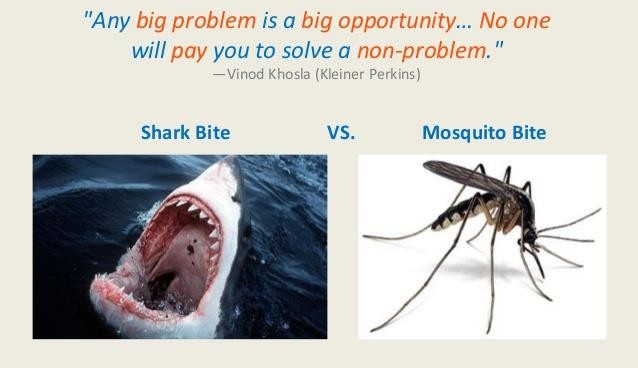 "Any big problem is a big opportunity... No one
will pay you to solve a non-problem."
—Vinod Khosla (Kleiner Perkins)
Shark Bite VS. Mosquito Bite